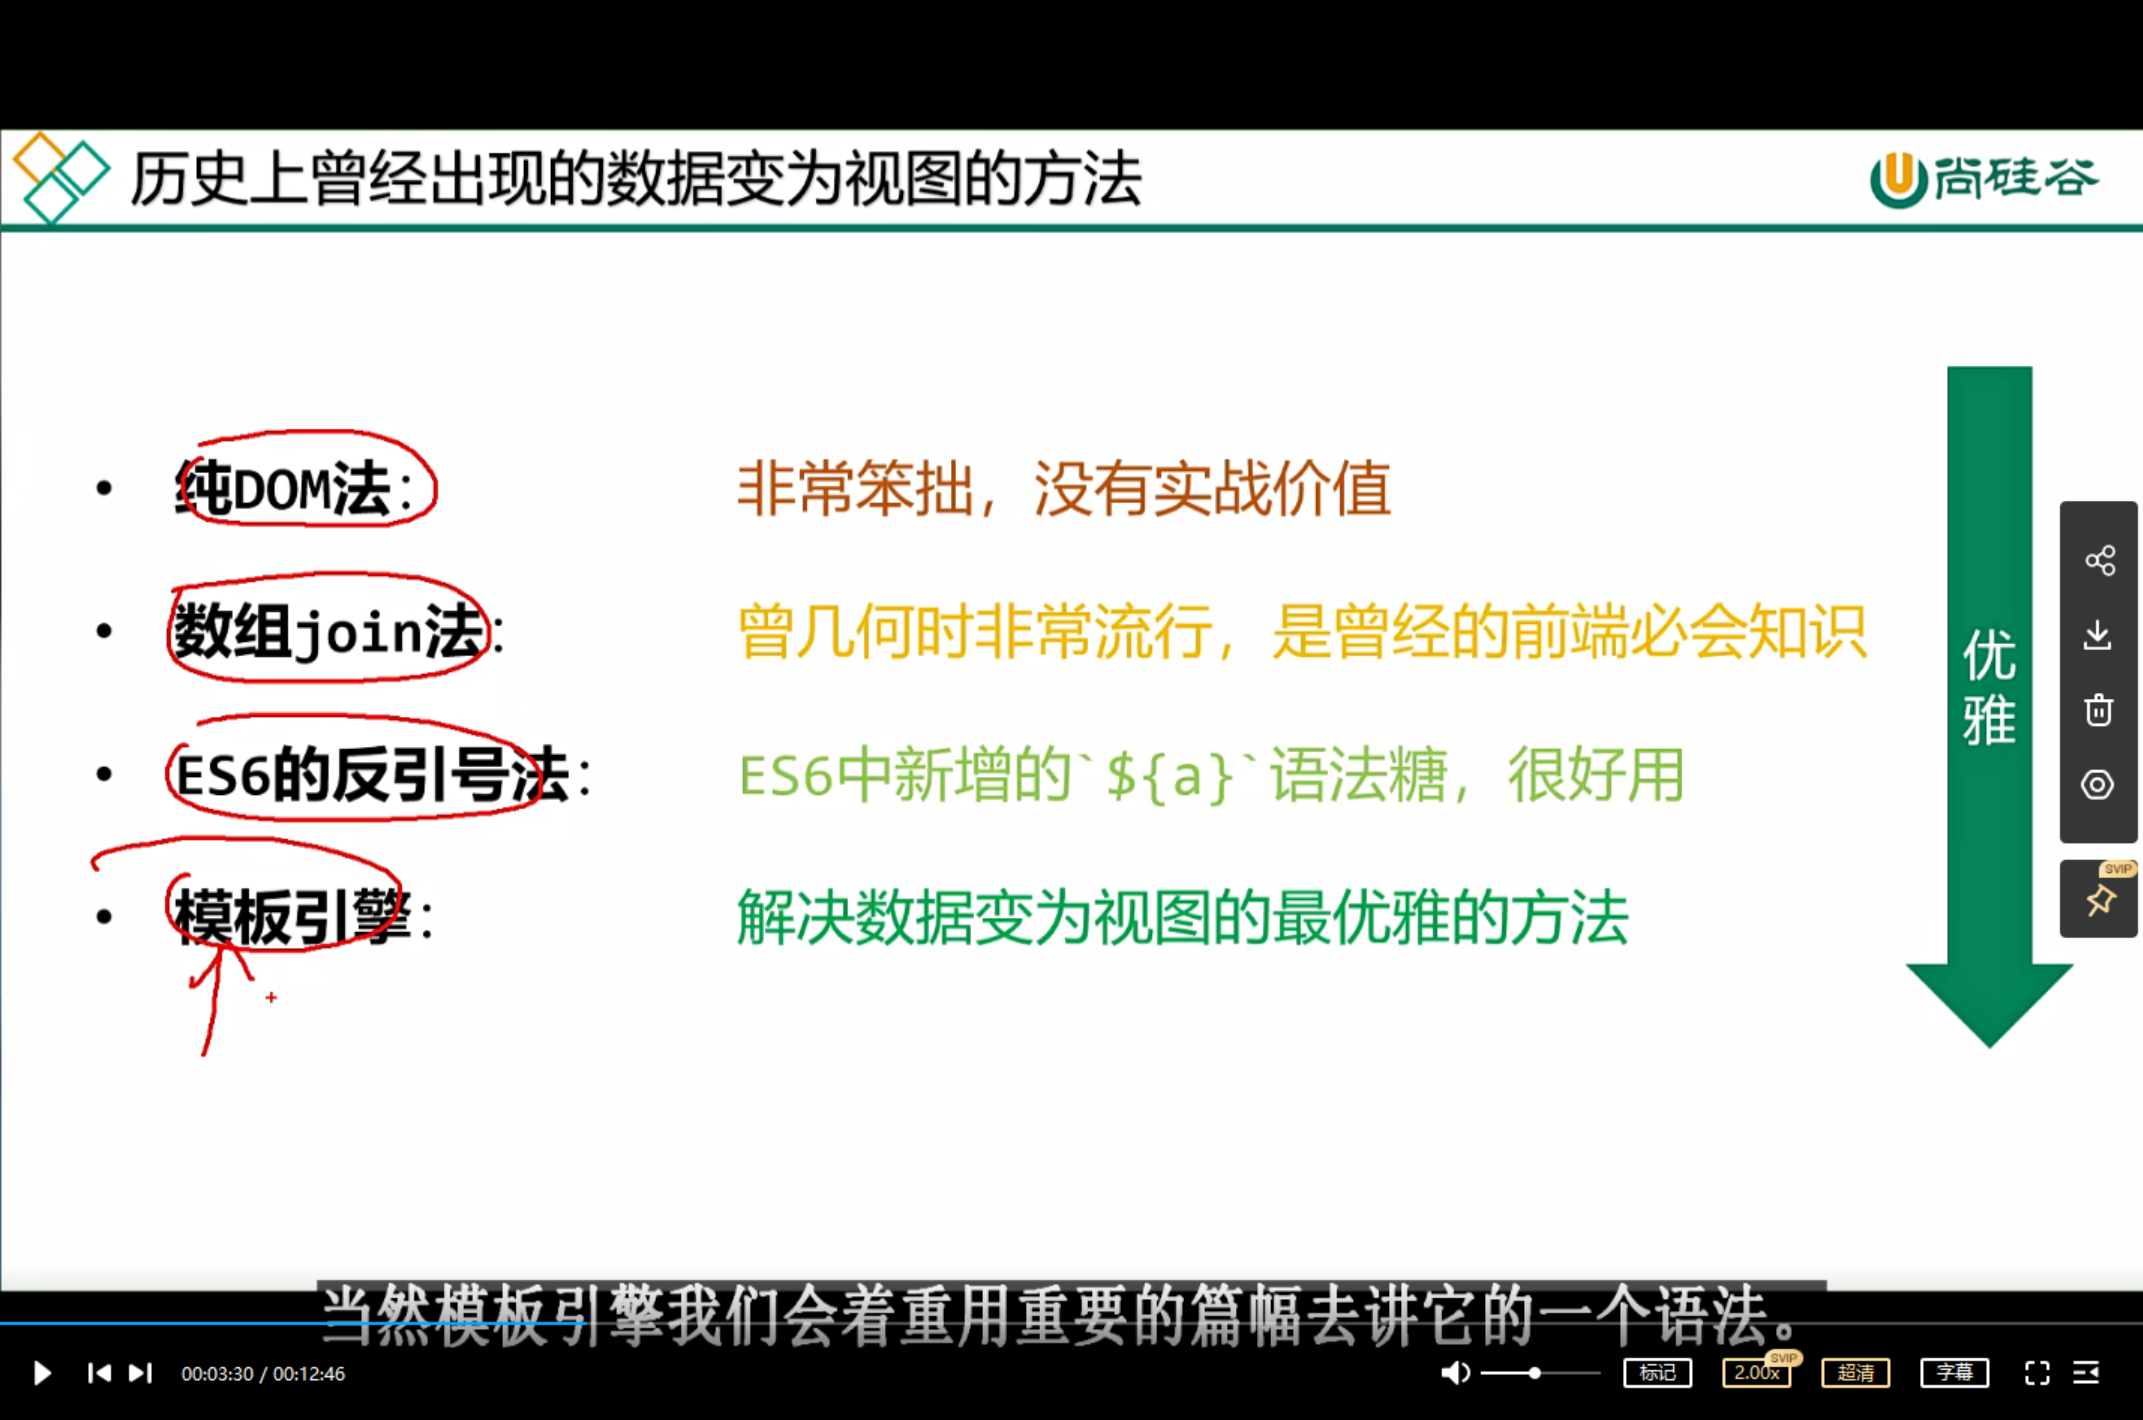 历史上曾经出现的数据变为视图的方法
尚硅谷
• 纯DOM法： 非常笨拙，没有实战价值
• 数组join法： 曾几何时非常流行，是曾经的前端必会知识
• ES6的反引号法： ES6中新增的`${a}`语法糖，很好用
• 模板引擎： 解决数据变为视图的最优雅的方法
优雅
SVIP
当然模板引擎我们会着重用重要的篇幅去讲它的一个语法。
00:03:30 / 00:12:46
标记
2.00x
SVIP
超清
字幕